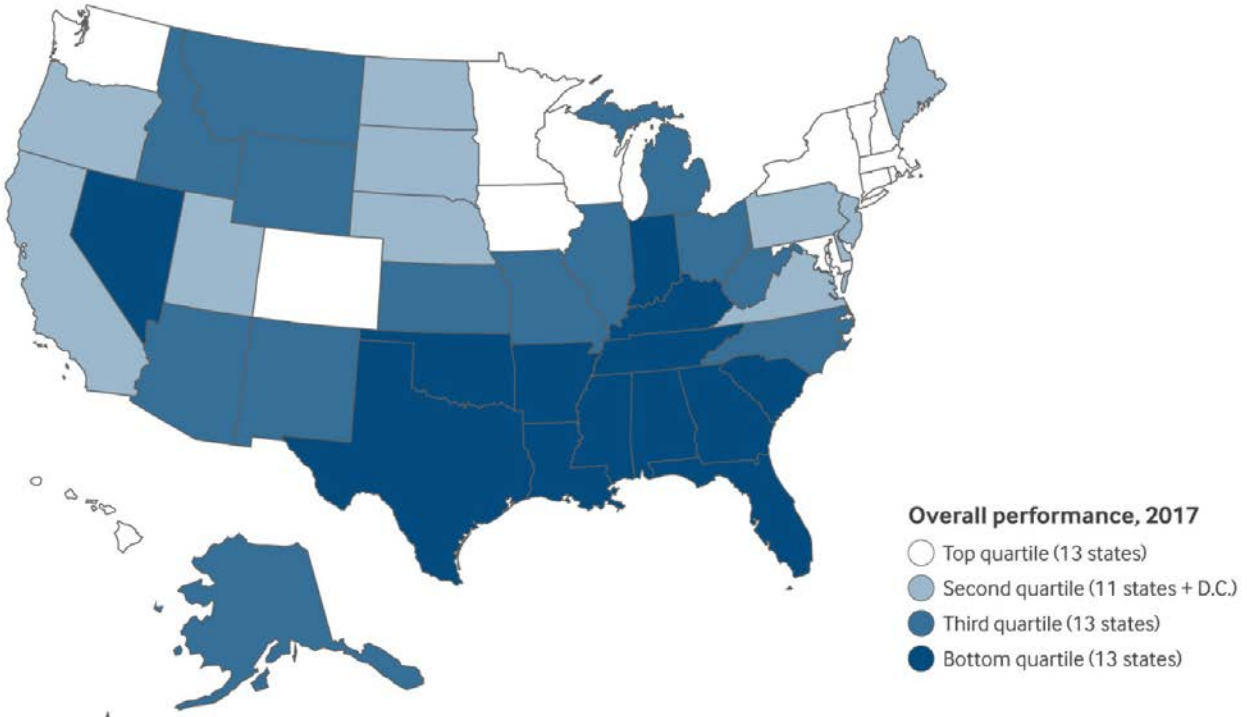 Overall performance, 2017
Top quartile (13 states)
Second quartile (11 states + D.C.)
Third quartile (13 states)
Bottom quartile (13 states)